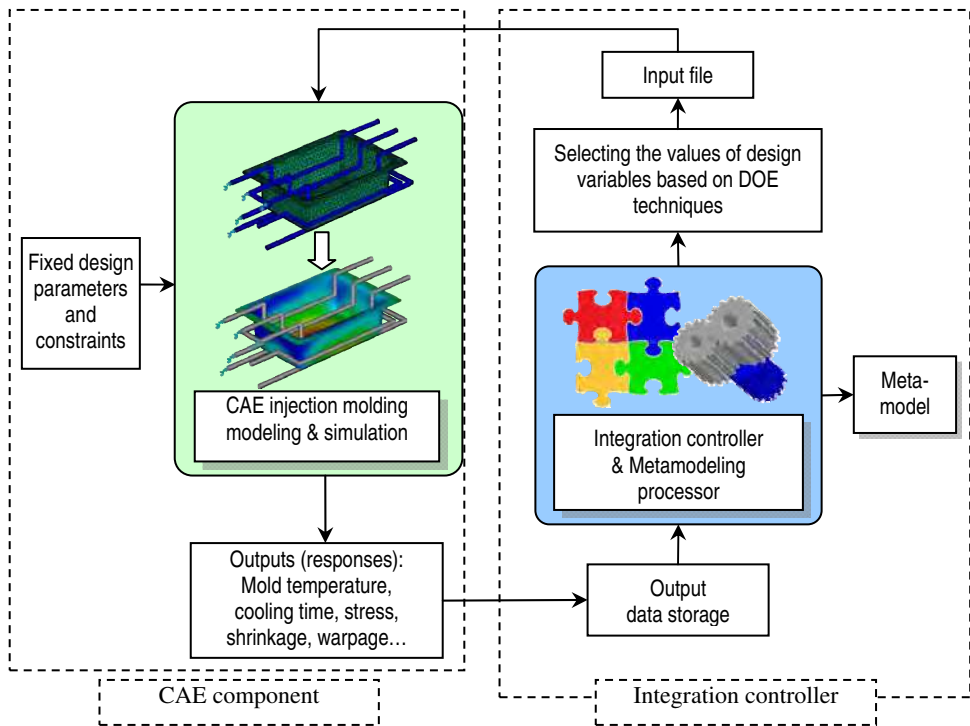 Input file
Selecting the values of design
variables based on DOE
techniques
Fixed design
parameters
and
constraints
CAE injection molding
modeling & simulation
Integration controller
& Metamodeling
processor
Meta-
model
Outputs (responses):
Mold temperature,
cooling time, stress,
shrinkage, warpage…
Output
data storage
CAE component
Integration controller